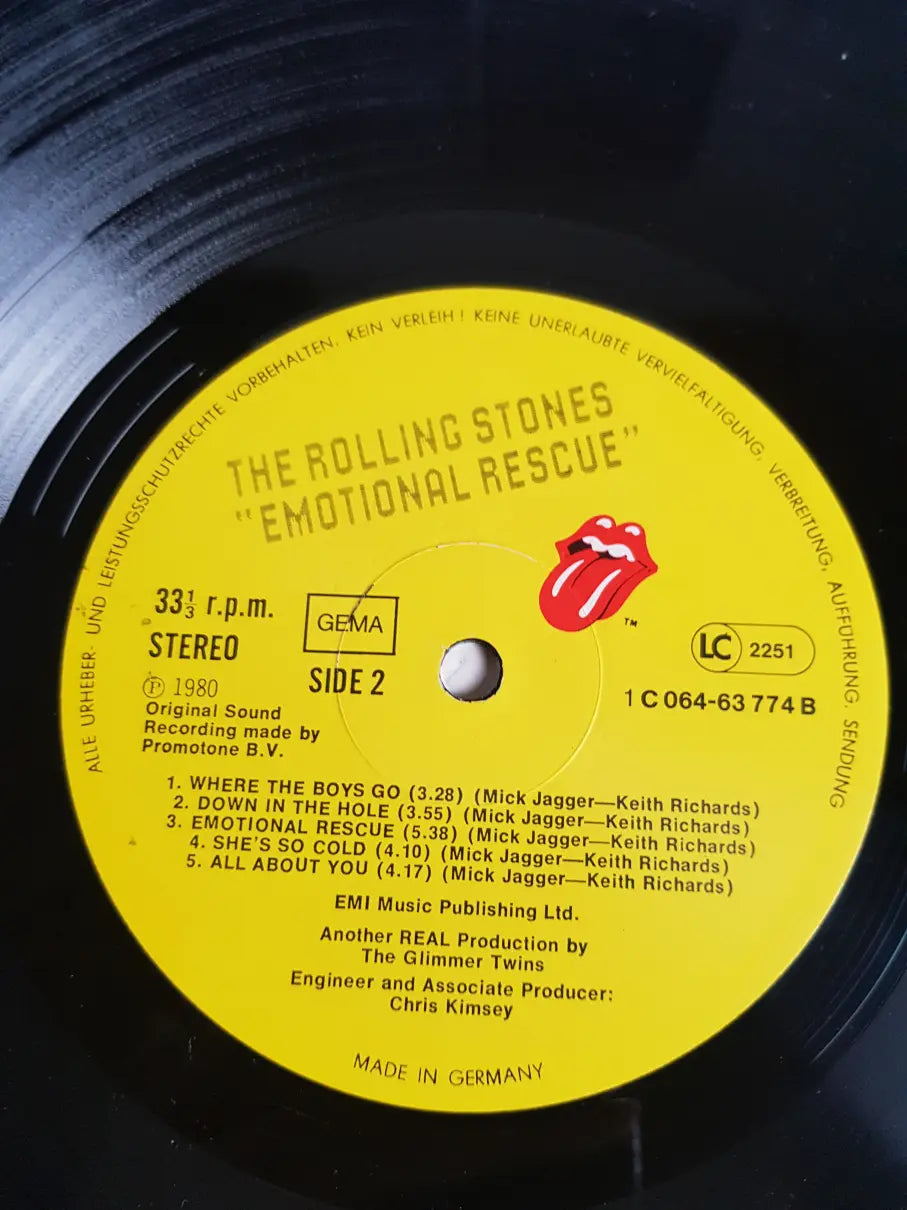 ALLE URHEBER- UND LEISTUNGSSCHUTZRECHTE VORBEHALTEN. KEIN VERLEIH! KEINE UNERLAUBTE VERVIELFÄLTIGUNG, VERBREITUNG, AUFFÜHRUNG, SENDUNG
THE ROLLING STONES
"EMOTIONAL RESCUE"
33⅓ r.p.m.
STEREO
GEMA
SIDE 2
TM
LC 2251
1 C 064-63 774 B
℗ 1980
Original Sound
Recording made by
Promotone B.V.
1. WHERE THE BOYS GO (3.28) (Mick Jagger—Keith Richards)
2. DOWN IN THE HOLE (3.55) (Mick Jagger—Keith Richards)
3. EMOTIONAL RESCUE (5.38) (Mick Jagger—Keith Richards)
4. SHE'S SO COLD (4.10) (Mick Jagger—Keith Richards)
5. ALL ABOUT YOU (4.17) (Mick Jagger—Keith Richards)
EMI Music Publishing Ltd.
Another REAL Production by
The Glimmer Twins
Engineer and Associate Producer:
Chris Kimsey
MADE IN GERMANY